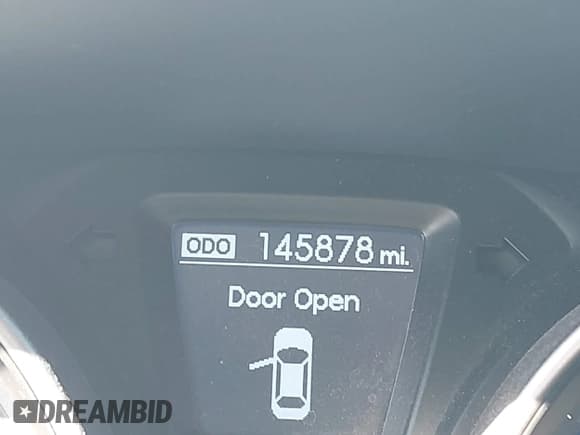 ODO 145878 mi.
Door Open
DREAMBID